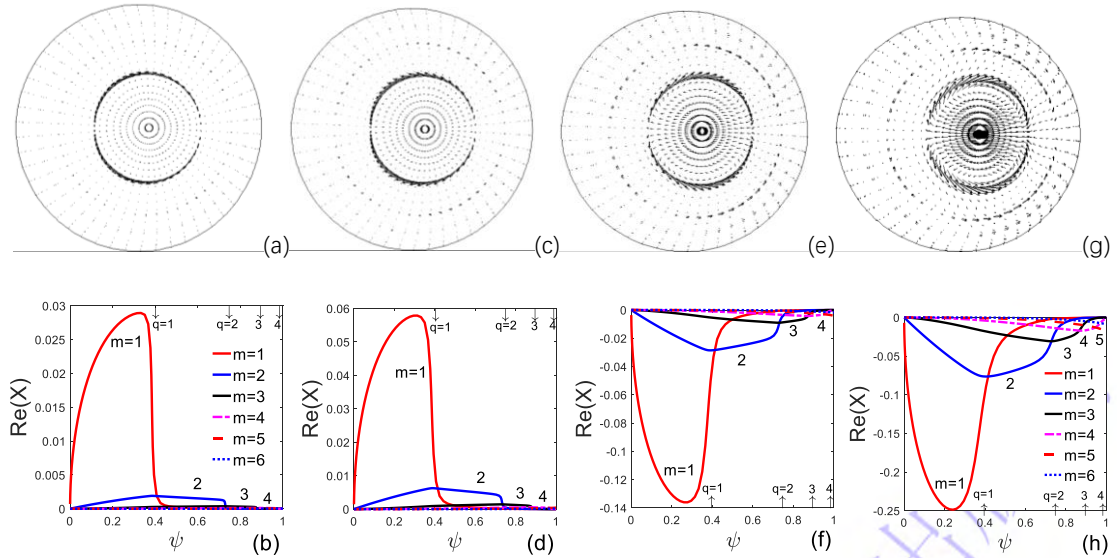 (a)
(c)
(e)
(g)
0.03
0.025
0.02
0.015
0.01
0.005
0
0 0.2 0.4 0.6 0.8 1
Re(X)
ψ
m=1
q=1
q=2
3
4
2
3
4
m=1
m=2
m=3
m=4
m=5
m=6
(b)
0.06
0.05
0.04
0.03
0.02
0.01
0
0 0.2 0.4 0.6 0.8 1
Re(X)
ψ
m=1
q=1
q=2
3
4
2
3
4
(d)
0
-0.02
-0.04
-0.06
-0.08
-0.1
-0.12
-0.14
0 0.2 0.4 0.6 0.8 1
Re(X)
ψ
m=1
2
3
4
q=1
q=2
3
4
(f)
0
-0.05
-0.1
-0.15
-0.2
-0.25
0 0.2 0.4 0.6 0.8 1
Re(X)
ψ
m=1
2
3
4
5
m=1
m=2
m=3
m=4
m=5
m=6
q=1
q=2
3
4
(h)